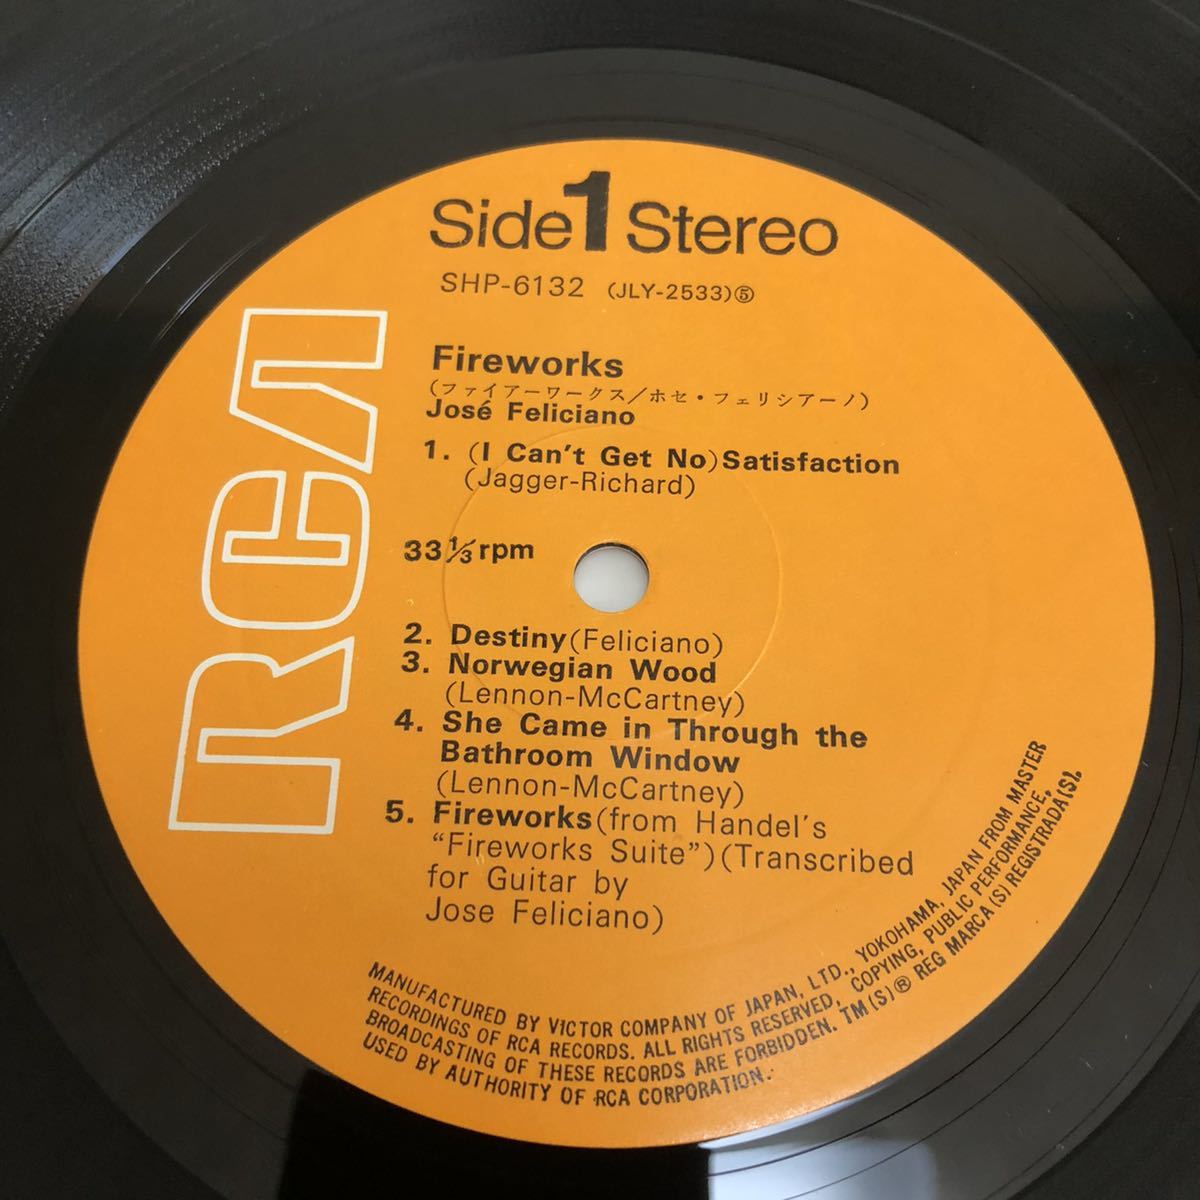 Side 1 Stereo
SHP-6132 (JLY-2533)⑤
Fireworks
(ファイアーワークス/ホセ・フェリシアーノ)
José Feliciano
1. (I Can't Get No) Satisfaction
(Jagger-Richard)
33 1/3 rpm
2. Destiny (Feliciano)
3. Norwegian Wood
(Lennon-McCartney)
4. She Came in Through the
Bathroom Window
(Lennon-McCartney)
5. Fireworks (from Handel's
"Fireworks Suite") (Transcribed
for Guitar by
Jose Feliciano)
RCA
MANUFACTURED BY VICTOR COMPANY OF JAPAN, LTD., YOKOHAMA, JAPAN FROM MASTER
RECORDINGS OF RCA RECORDS. ALL RIGHTS RESERVED, COPYING, PUBLIC PERFORMANCE,
BROADCASTING OF THESE RECORDS ARE FORBIDDEN. TM(S)® REG MARCA(S) REGISTRADA(S).
USED BY AUTHORITY OF RCA CORPORATION.